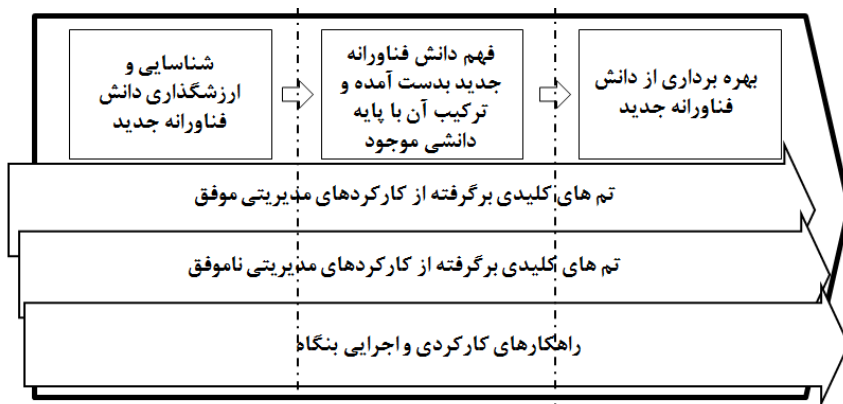 شناسایی و
ارزشگذاری دانش
فناورانه جدید
فهم دانش فناورانه
جدید بدست آمده و
ترکیب آن با پایه
دانشی موجود
بهره برداری از دانش
فناورانه جدید
تم های کلیدی برگرفته از کارکردهای مدیریتی موفق
تم های کلیدی برگرفته از کارکردهای مدیریتی ناموفق
راهکارهای کارکردی و اجرایی بنگاه